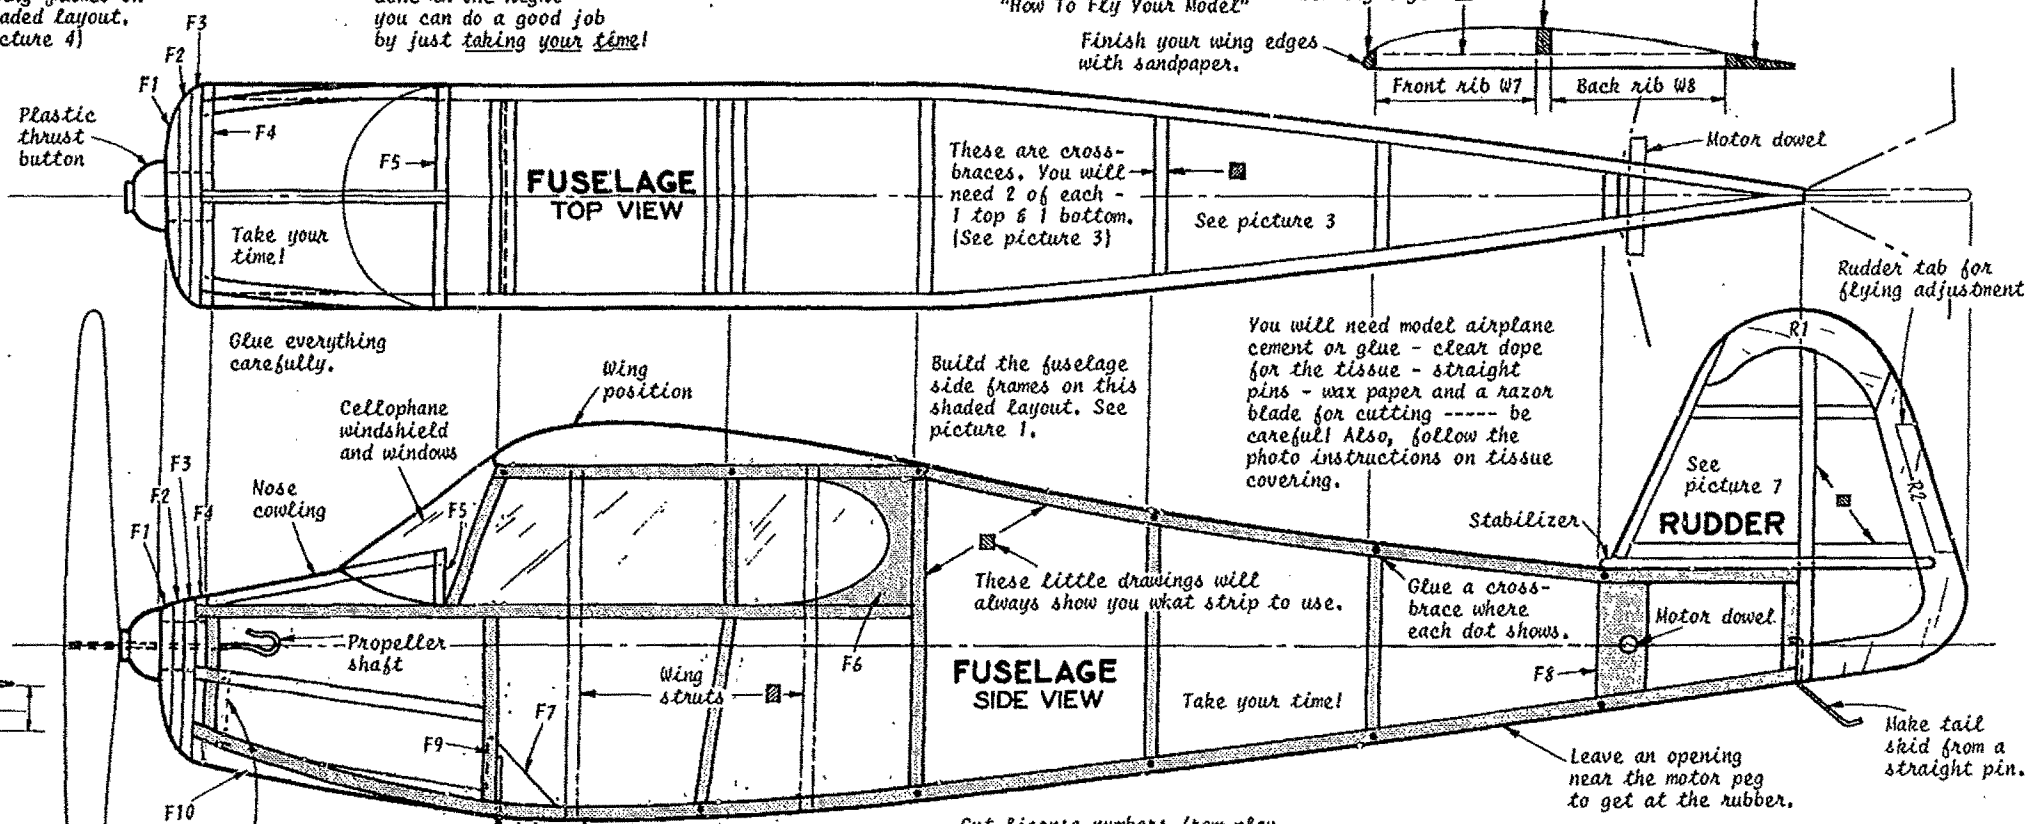 aded layout.
cture 4)
you can do a good job
by just taking your time!
"How To Fly Your Model"
Finish your wing edges
with sandpaper.
Front rib W7
Back rib W8
F3
F2
F1
Plastic
thrust
button
F4
F5
FUSELAGE
TOP VIEW
Take your
time!
These are cross-
braces. You will
need 2 of each -
1 top & 1 bottom.
(See picture 3)
See picture 3
Motor dowel
Rudder tab for
flying adjustment
Glue everything
carefully.
Wing
position
Build the fuselage
side frames on this
shaded layout. See
picture 1.
You will need model airplane
cement or glue - clear dope
for the tissue - straight
pins - wax paper and a razor
blade for cutting ----- be
careful! Also, follow the
photo instructions on tissue
covering.
Cellophane
windshield
and windows
Nose
cowling
F3
F2
F4
F1
F5
R1
R2
See
picture 7
RUDDER
Stabilizer
These little drawings will
always show you what strip to use.
Glue a cross-
brace where
each dot shows.
Motor dowel
Propeller
shaft
F6
Wing
struts
FUSELAGE
SIDE VIEW
Take your time!
F8
F7
F9
F10
Leave an opening
near the motor peg
to get at the rubber.
Make tail
skid from a
straight pin.